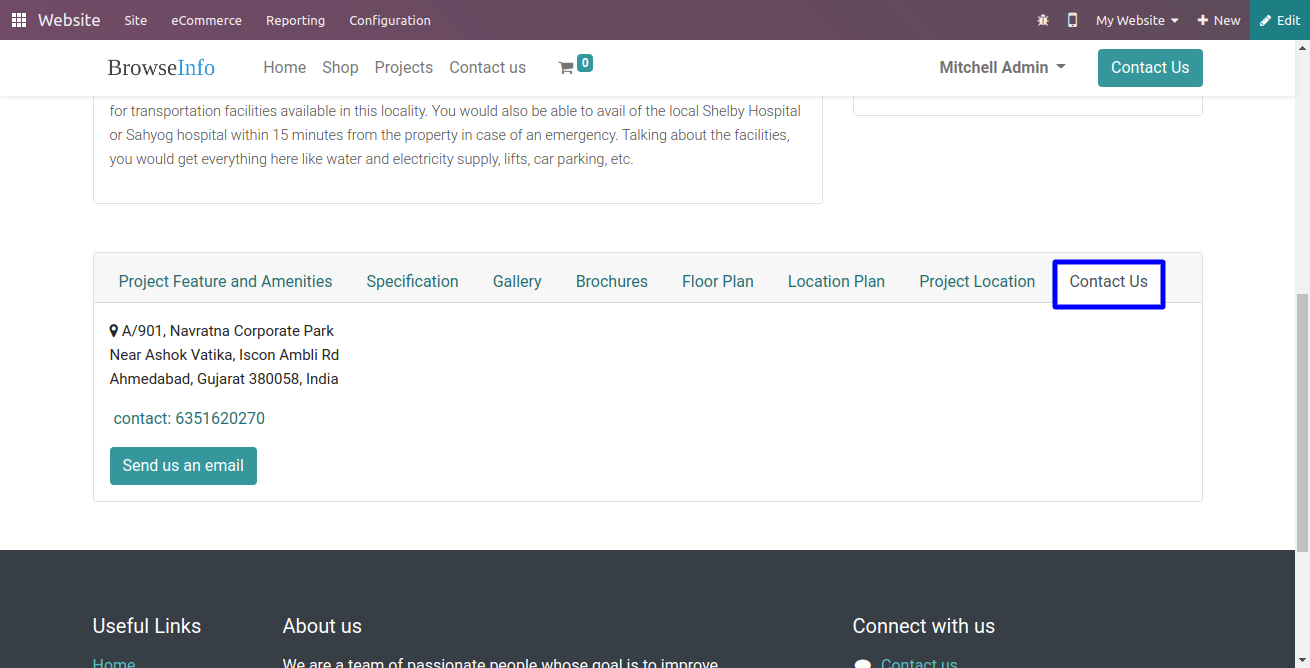 Website Site eCommerce Reporting Configuration My Website New Edit
BrowseInfo Home Shop Projects Contact us 0 Mitchell Admin Contact Us
for transportation facilities available in this locality. You would also be able to avail of the local Shelby Hospital
or Sahyog hospital within 15 minutes from the property in case of an emergency. Talking about the facilities,
you would get everything here like water and electricity supply, lifts, car parking, etc.
Project Feature and Amenities Specification Gallery Brochures Floor Plan Location Plan Project Location Contact Us
A/901, Navratna Corporate Park
Near Ashok Vatika, Iscon Ambli Rd
Ahmedabad, Gujarat 380058, India
contact: 6351620270
Send us an email
Useful Links About us Connect with us
Home We are a team of passionate people whose goal is to improve Contact us